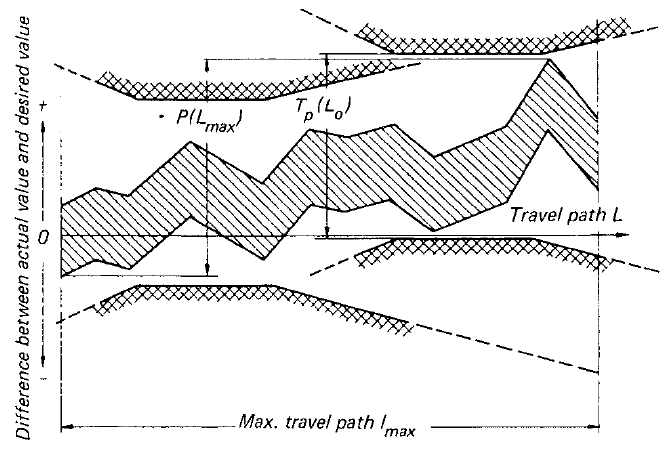 Difference between actual value and desired value
+
0
–
P(Lmax)
Tp(Lo)
Travel path L
Max. travel path lmax